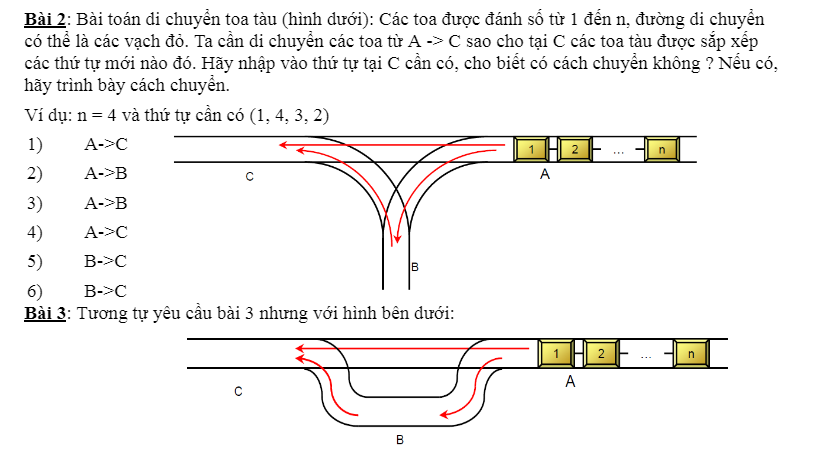 Bài 2: Bài toán di chuyển toa tàu (hình dưới): Các toa được đánh số từ 1 đến n, đường di chuyển
có thể là các vạch đỏ. Ta cần di chuyển các toa từ A -> C sao cho tại C các toa tàu được sắp xếp
các thứ tự mới nào đó. Hãy nhập vào thứ tự tại C cần có, cho biết có cách chuyển không ? Nếu có,
hãy trình bày cách chuyển.
Ví dụ: n = 4 và thứ tự cần có (1, 4, 3, 2)
1) A->C
2) A->B
3) A->B
4) A->C
5) B->C
6) B->C
1 2 ... n
C A
B
Bài 3: Tương tự yêu cầu bài 3 nhưng với hình bên dưới:
1 2 ... n
C A
B